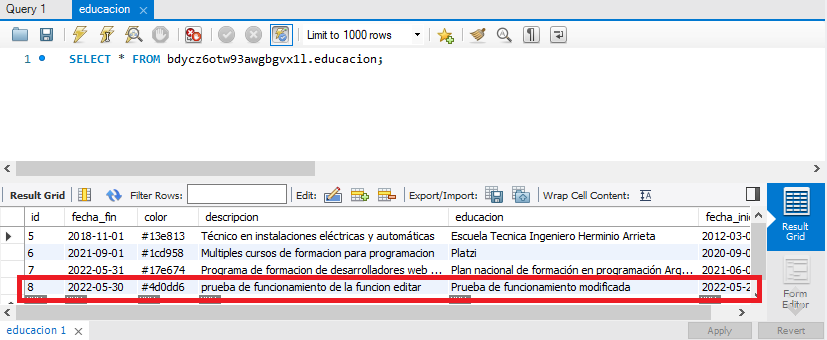 Query 1 educacion
Limit to 1000 rows
1 SELECT * FROM bdycz6otw93awgbgvx1l.educacion;
Result Grid Filter Rows: Edit: Export/Import: Wrap Cell Content:
id fecha_fin color descripcion educacion fecha_inic
5 2018-11-01 #13e813 Técnico en instalaciones eléctricas y automáticas Escuela Tecnica Ingeniero Herminio Arrieta 2012-03-0
6 2021-09-01 #1cd958 Multiples cursos de formacion para programacion Platzi 2020-09-0
7 2022-05-31 #17e674 Programa de formacion de desarrolladores web ... Plan nacional de formación en programación Arg... 2021-06-0
8 2022-05-30 #4d0dd6 prueba de funcionamiento de la funcion editar Prueba de funcionamiento modificada 2022-05-2
Result
Grid
Form
Editor
educacion 1 Apply Revert